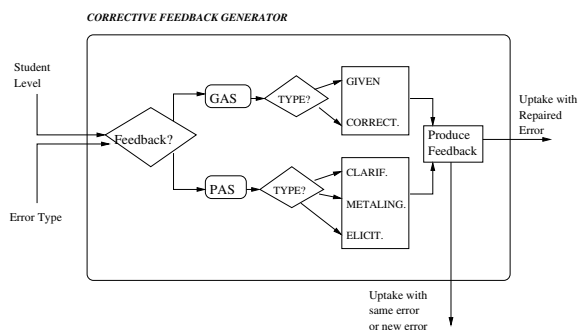 CORRECTIVE FEEDBACK GENERATOR
Student
Level
Error Type
Feedback?
GAS
TYPE?
GIVEN
CORRECT.
PAS
TYPE?
CLARIF.
METALING.
ELICIT.
Produce
Feedback
Uptake with
Repaired
Error
Uptake with
same error
or new error